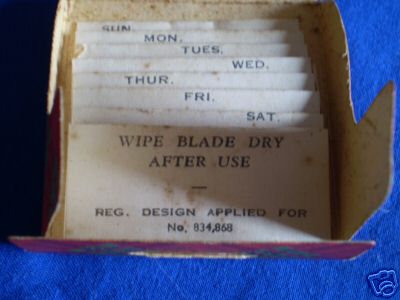 SUN.
MON.
TUES.
WED.
THUR.
FRI.
SAT.
WIPE BLADE DRY
AFTER USE
—
REG. DESIGN APPLIED FOR
No. 834,868